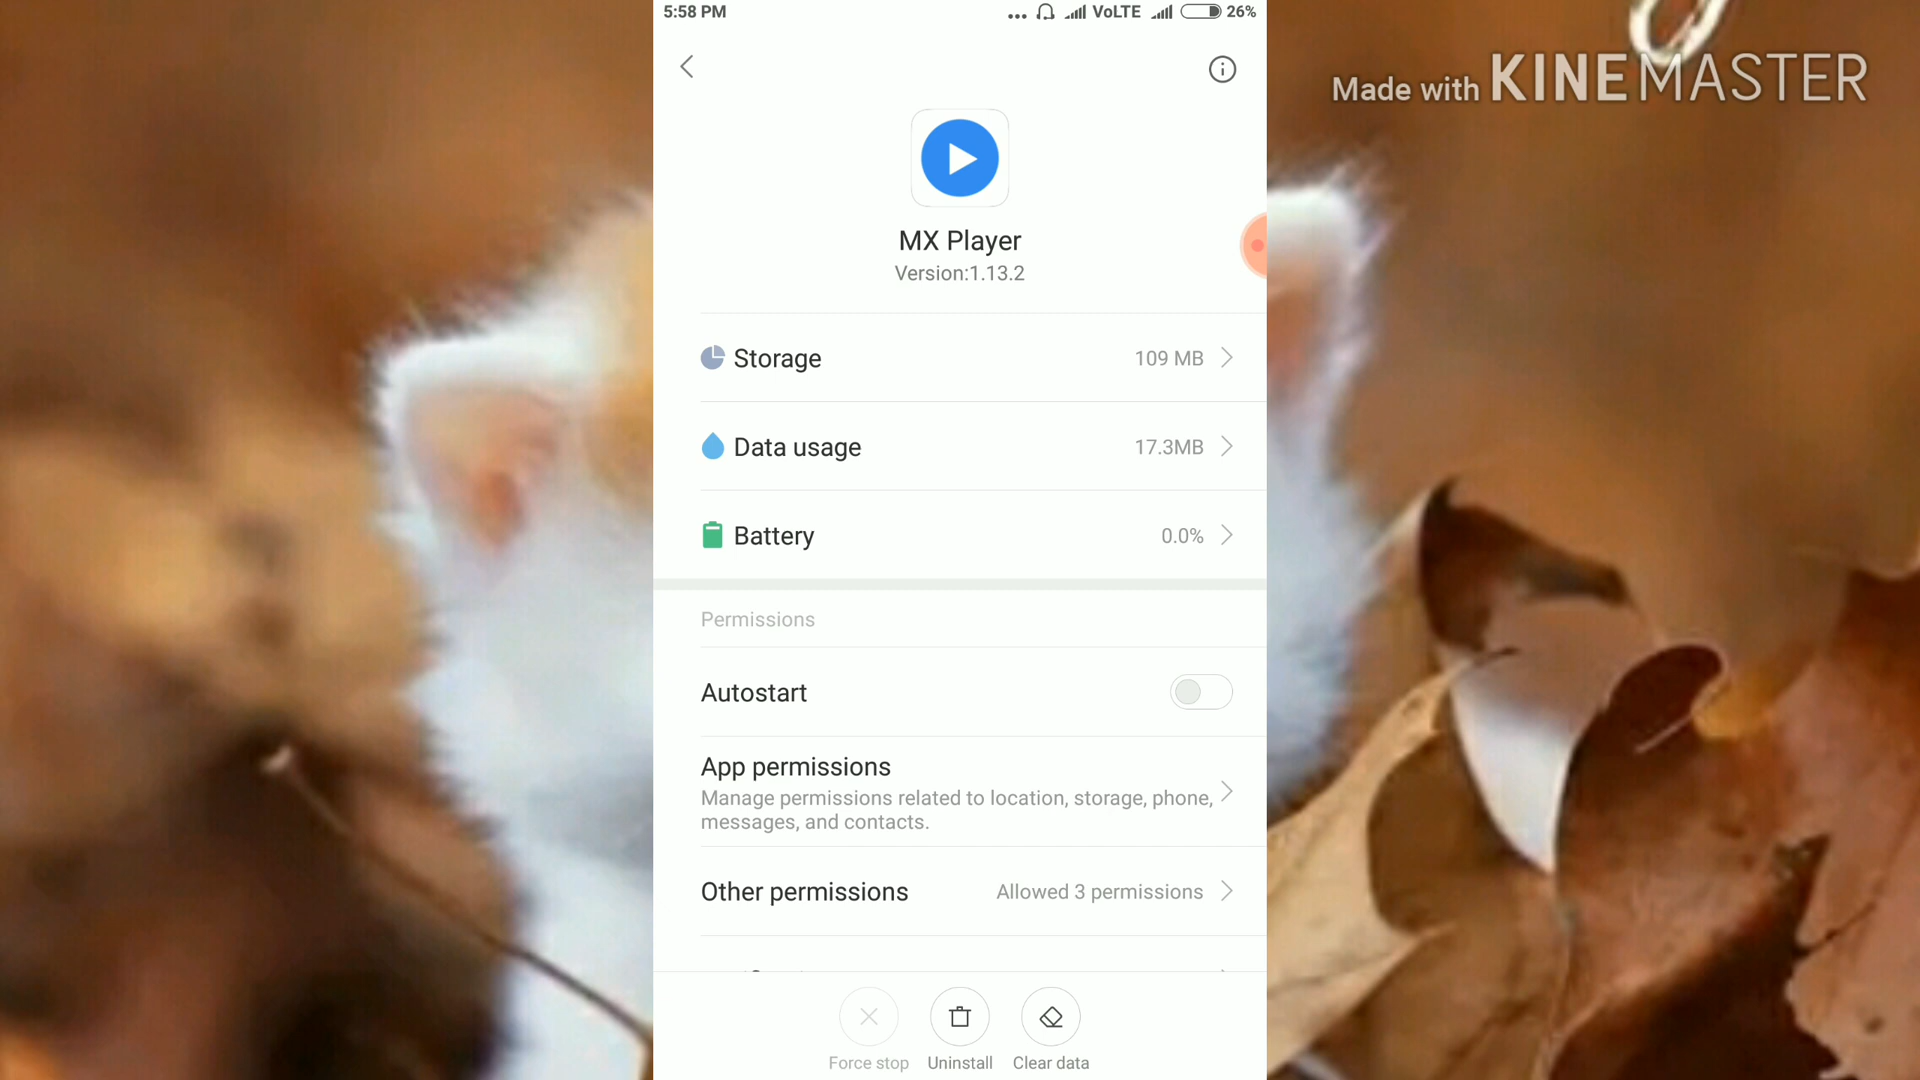 5:58 PM
... VoLTE 26%
Made with KINEMASTER
MX Player
Version:1.13.2
Storage 109 MB
Data usage 17.3MB
Battery 0.0%
Permissions
Autostart
App permissions
Manage permissions related to location, storage, phone,
messages, and contacts.
Other permissions Allowed 3 permissions
Force stop Uninstall Clear data